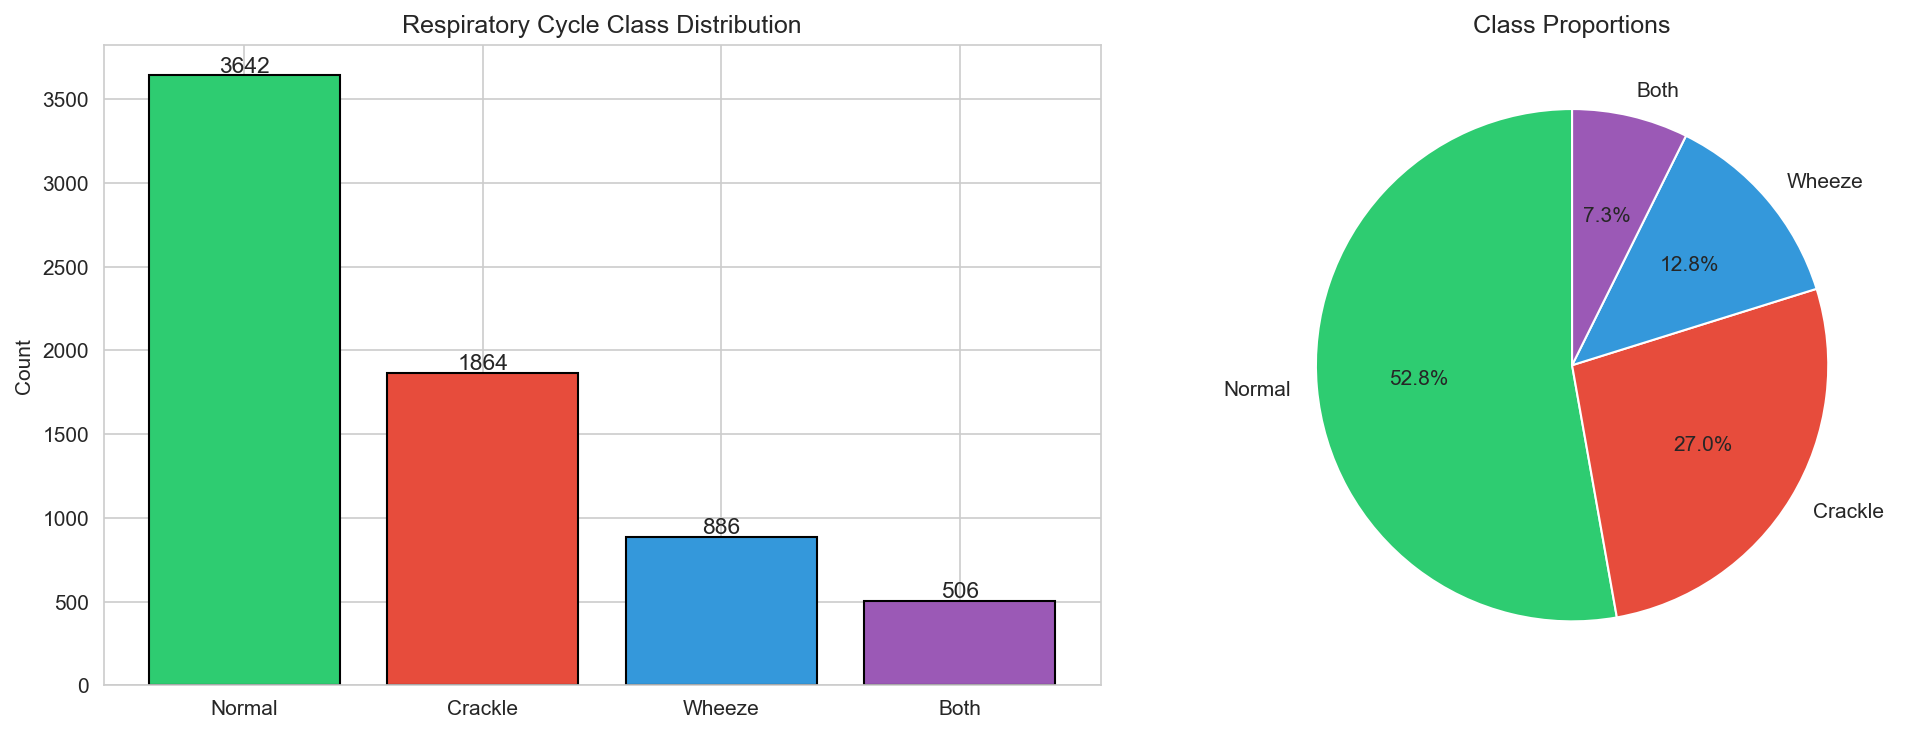 Respiratory Cycle Class Distribution
3642
1864
886
506
3500
3000
2500
2000
1500
1000
500
0
Count
Normal
Crackle
Wheeze
Both
Class Proportions
Both
Wheeze
7.3%
12.8%
52.8%
Normal
27.0%
Crackle